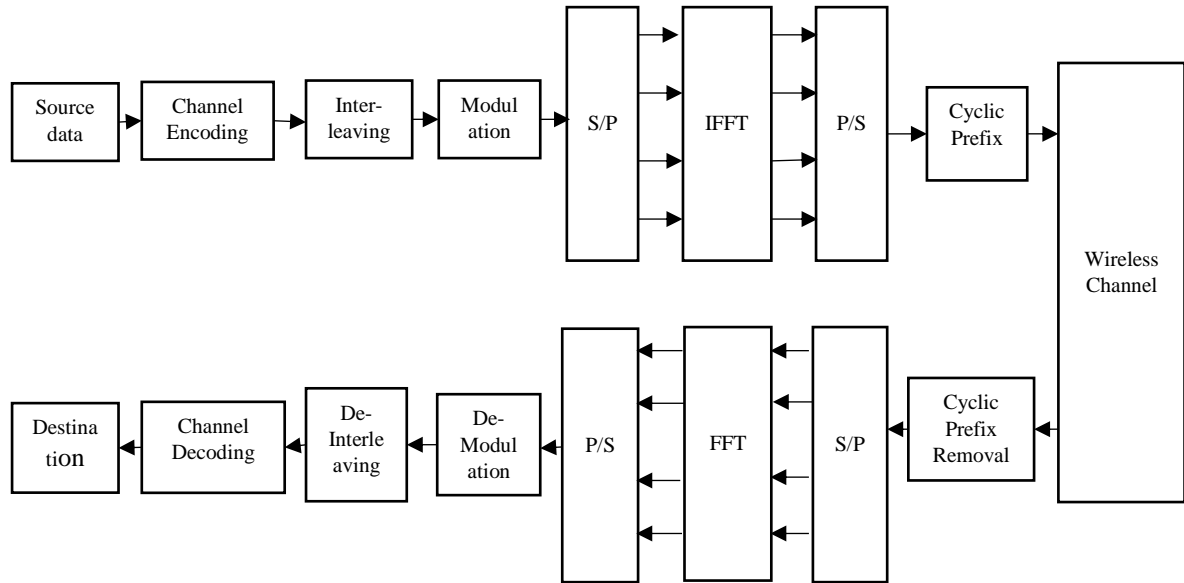 Source
data
Channel
Encoding
Inter-
leaving
Modul
ation
S/P
IFFT
P/S
Cyclic
Prefix
Wireless
Channel
Destina
tion
Channel
Decoding
De-
Interle
aving
De-
Modul
ation
P/S
FFT
S/P
Cyclic
Prefix
Removal